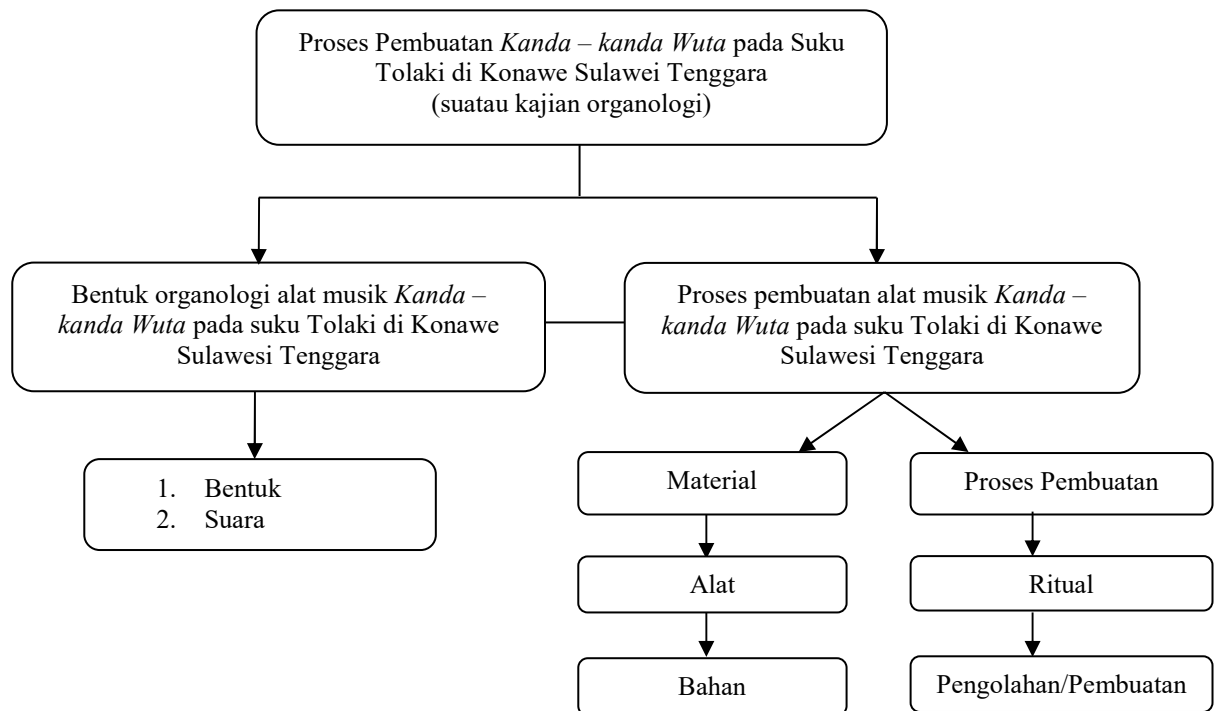 Proses Pembuatan Kanda – kanda Wuta pada Suku
Tolaki di Konawe Sulawei Tenggara
(suatau kajian organologi)
Bentuk organologi alat musik Kanda –
kanda Wuta pada suku Tolaki di Konawe
Sulawesi Tenggara
Proses pembuatan alat musik Kanda –
kanda Wuta pada suku Tolaki di Konawe
Sulawesi Tenggara
1. Bentuk
2. Suara
Material
Proses Pembuatan
Alat
Ritual
Bahan
Pengolahan/Pembuatan